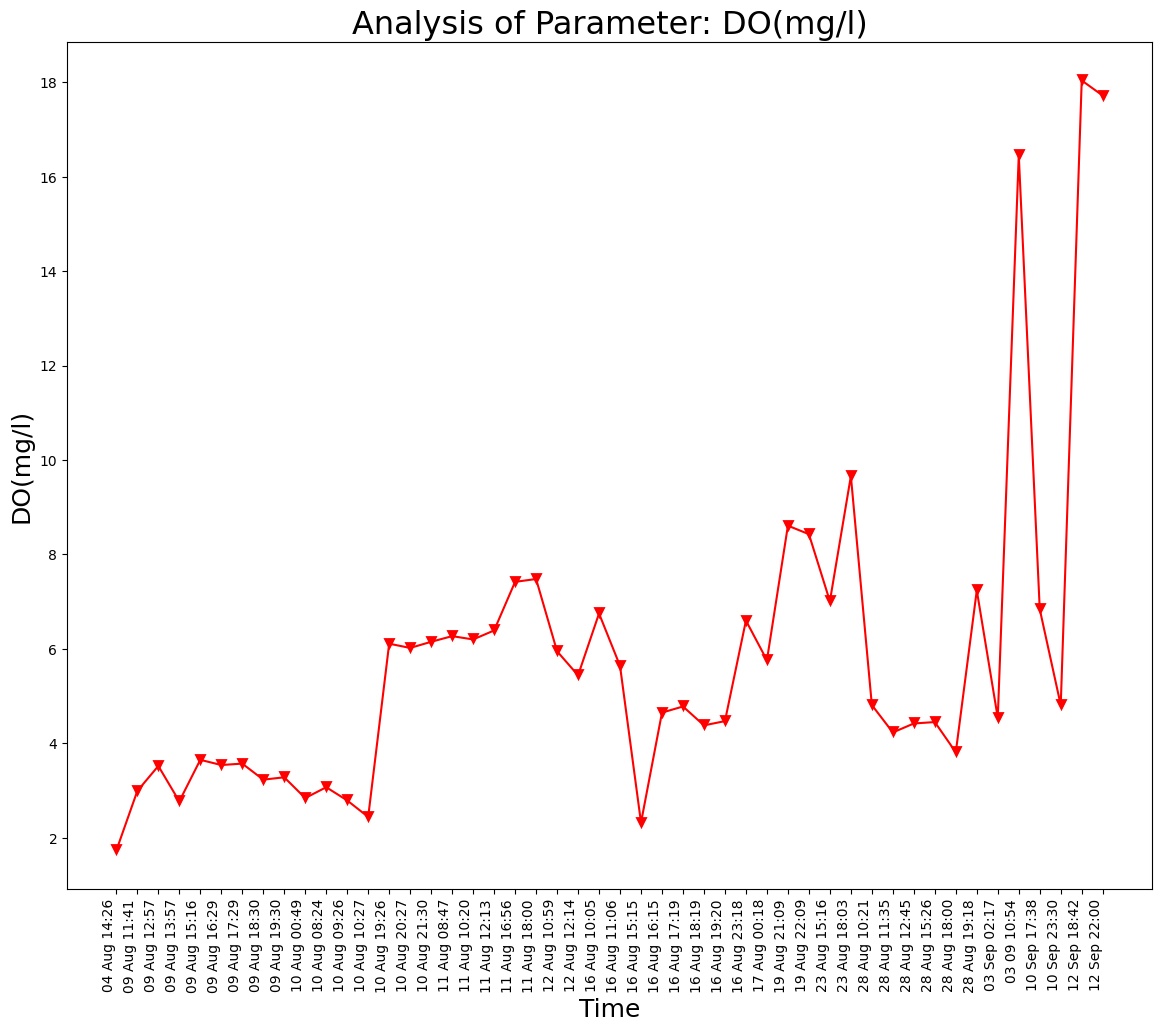 Analysis of Parameter: DO(mg/l)
DO(mg/l)
18
16
14
12
10
8
6
4
2
04 Aug 14:26
09 Aug 11:41
09 Aug 12:57
09 Aug 13:57
09 Aug 15:16
09 Aug 16:29
09 Aug 17:29
09 Aug 18:30
09 Aug 19:30
10 Aug 00:49
10 Aug 08:24
10 Aug 09:26
10 Aug 10:27
10 Aug 19:26
10 Aug 20:27
10 Aug 21:30
11 Aug 08:47
11 Aug 10:20
11 Aug 12:13
11 Aug 16:56
11 Aug 18:00
12 Aug 10:59
12 Aug 12:14
16 Aug 10:05
16 Aug 11:06
16 Aug 15:15
16 Aug 16:15
16 Aug 17:19
16 Aug 18:19
16 Aug 19:20
16 Aug 23:18
17 Aug 00:18
19 Aug 21:09
19 Aug 22:09
23 Aug 15:16
23 Aug 18:03
28 Aug 10:21
28 Aug 11:35
28 Aug 12:45
28 Aug 15:26
28 Aug 18:00
28 Aug 19:18
03 Sep 02:17
03 09 10:54
10 Sep 17:38
10 Sep 23:30
12 Sep 18:42
12 Sep 22:00
Time